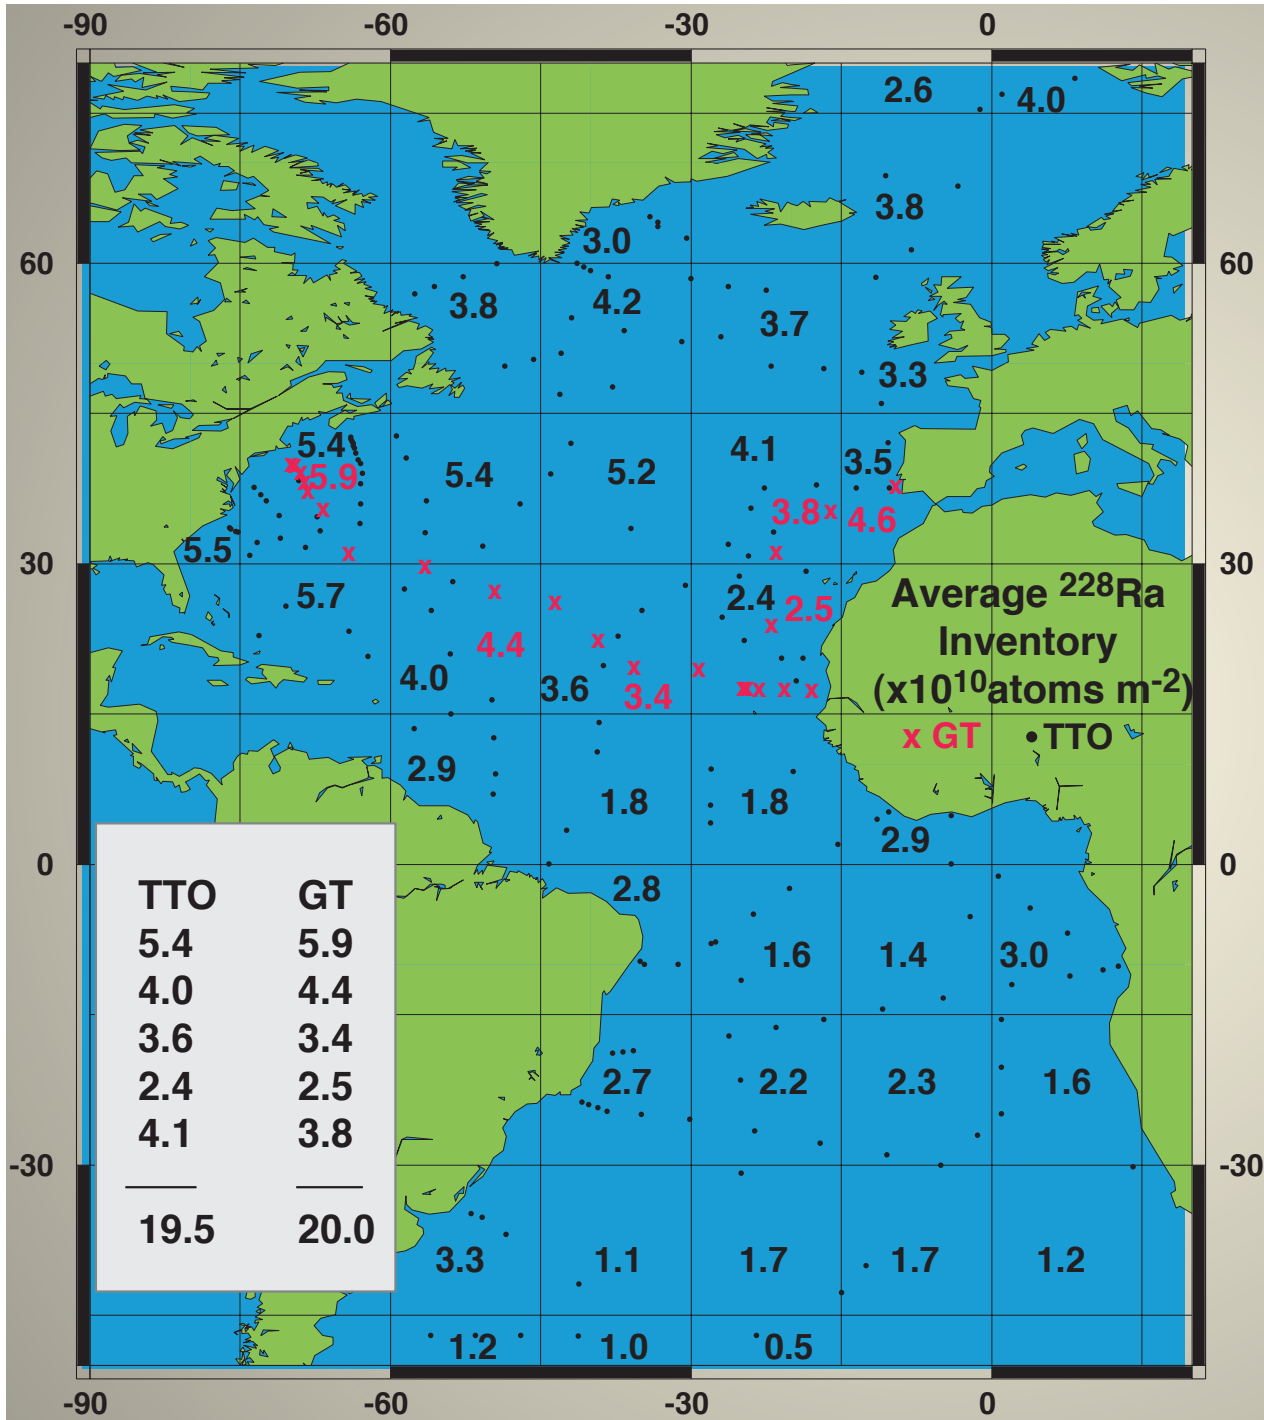 -90 -60 -30 0
2.6
4.0
3.8
3.0
60 60
3.8 4.2
3.7
3.3
5.4 4.1
5.9 5.4 5.2 3.5
3.8 4.6
5.5
30 30
5.7 2.4 2.5
4.4
4.0 3.6 3.4
Average 228Ra
Inventory
(x1010atoms m-2)
x GT •TTO
2.9
1.8 1.8
2.9
0 0
2.8
1.6 1.4 3.0
2.7 2.2 2.3 1.6
-30 -30
3.3 1.1 1.7 1.7 1.2
1.2 1.0 0.5
TTO GT
5.4 5.9
4.0 4.4
3.6 3.4
2.4 2.5
4.1 3.8
19.5 20.0
-90 -60 -30 0